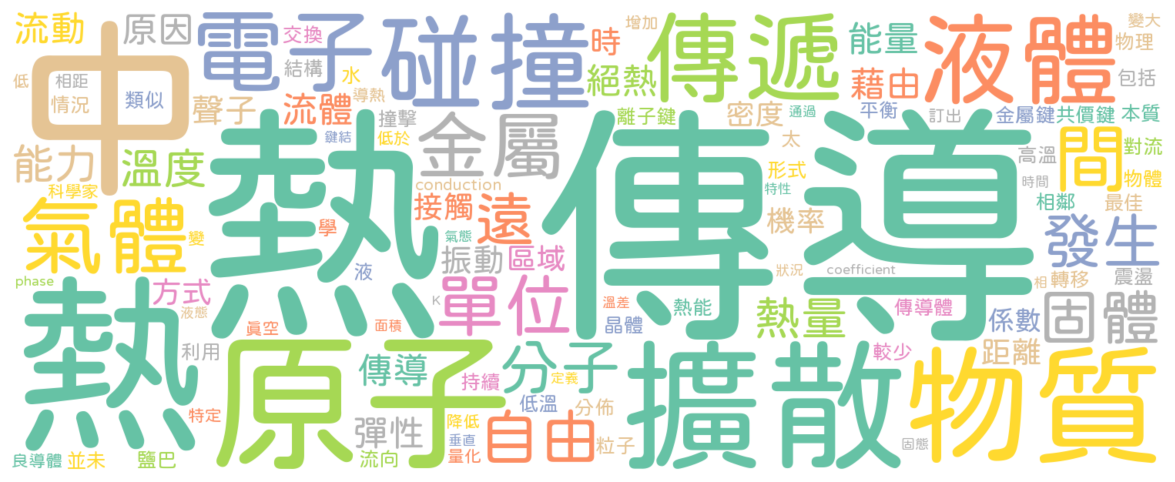 流動
原因
電子
交換
結構
碰撞
時
增加
絕熱
傳遞
能量
藉由
液體
變大
物理
包括
低
相距
情況
中
類似
聲子
水
流體
導熱
撞擊
鍵結
低於
金屬
離子鍵
密度
通過
平衡
訂出
金屬鍵
共價鍵
本質
太
能力
溫度
科學家
熱傳導
conduction
形式
特性
高溫
時間
間
對流
物體
相鄰
最佳
氣體
變
學
接觸
遠
氣態
機率
發生
液
振動
區域
狀況
coefficient
相
轉移
震盪
phase
熱
方式
液態
K
單位
溫差
熱能
熱量
傳導體
係數
固體
真空
面積
晶體
利用
原子
傳導
持續
分子
定義
擴散
較少
距離
物質
特定
彈性
降低
垂直
量化
低溫
自由
分佈
粒子
固態
良導體
並未
鹽巴
流向